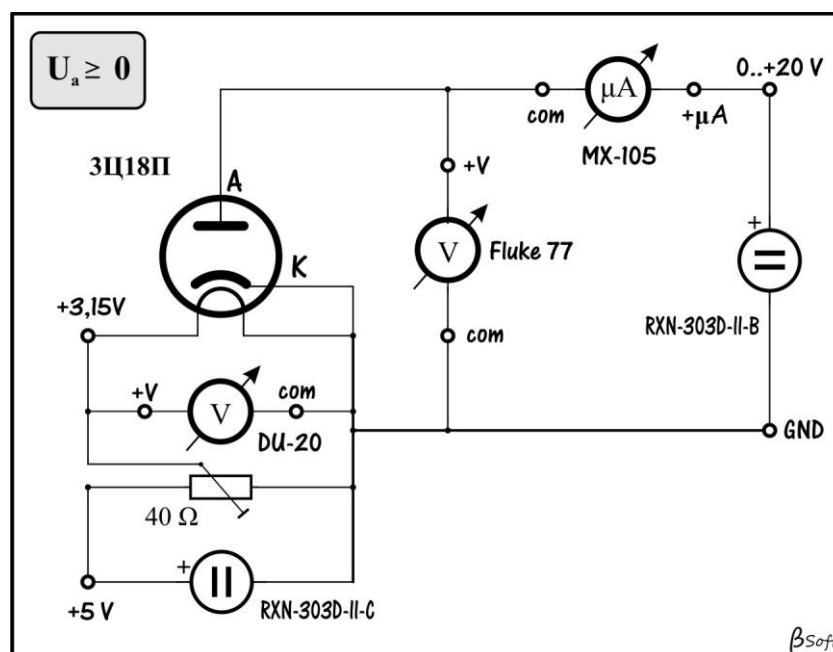 Uₐ ≥ 0
0..+20 V
μA
com
+μA
MX-105
3Ц18П
A
+V
K
V
Fluke 77
+
+3,15V
RXN-303D-II-B
com
+V
com
V
DU-20
GND
40 Ω
+
+5 V
RXN-303D-II-C
βSoft